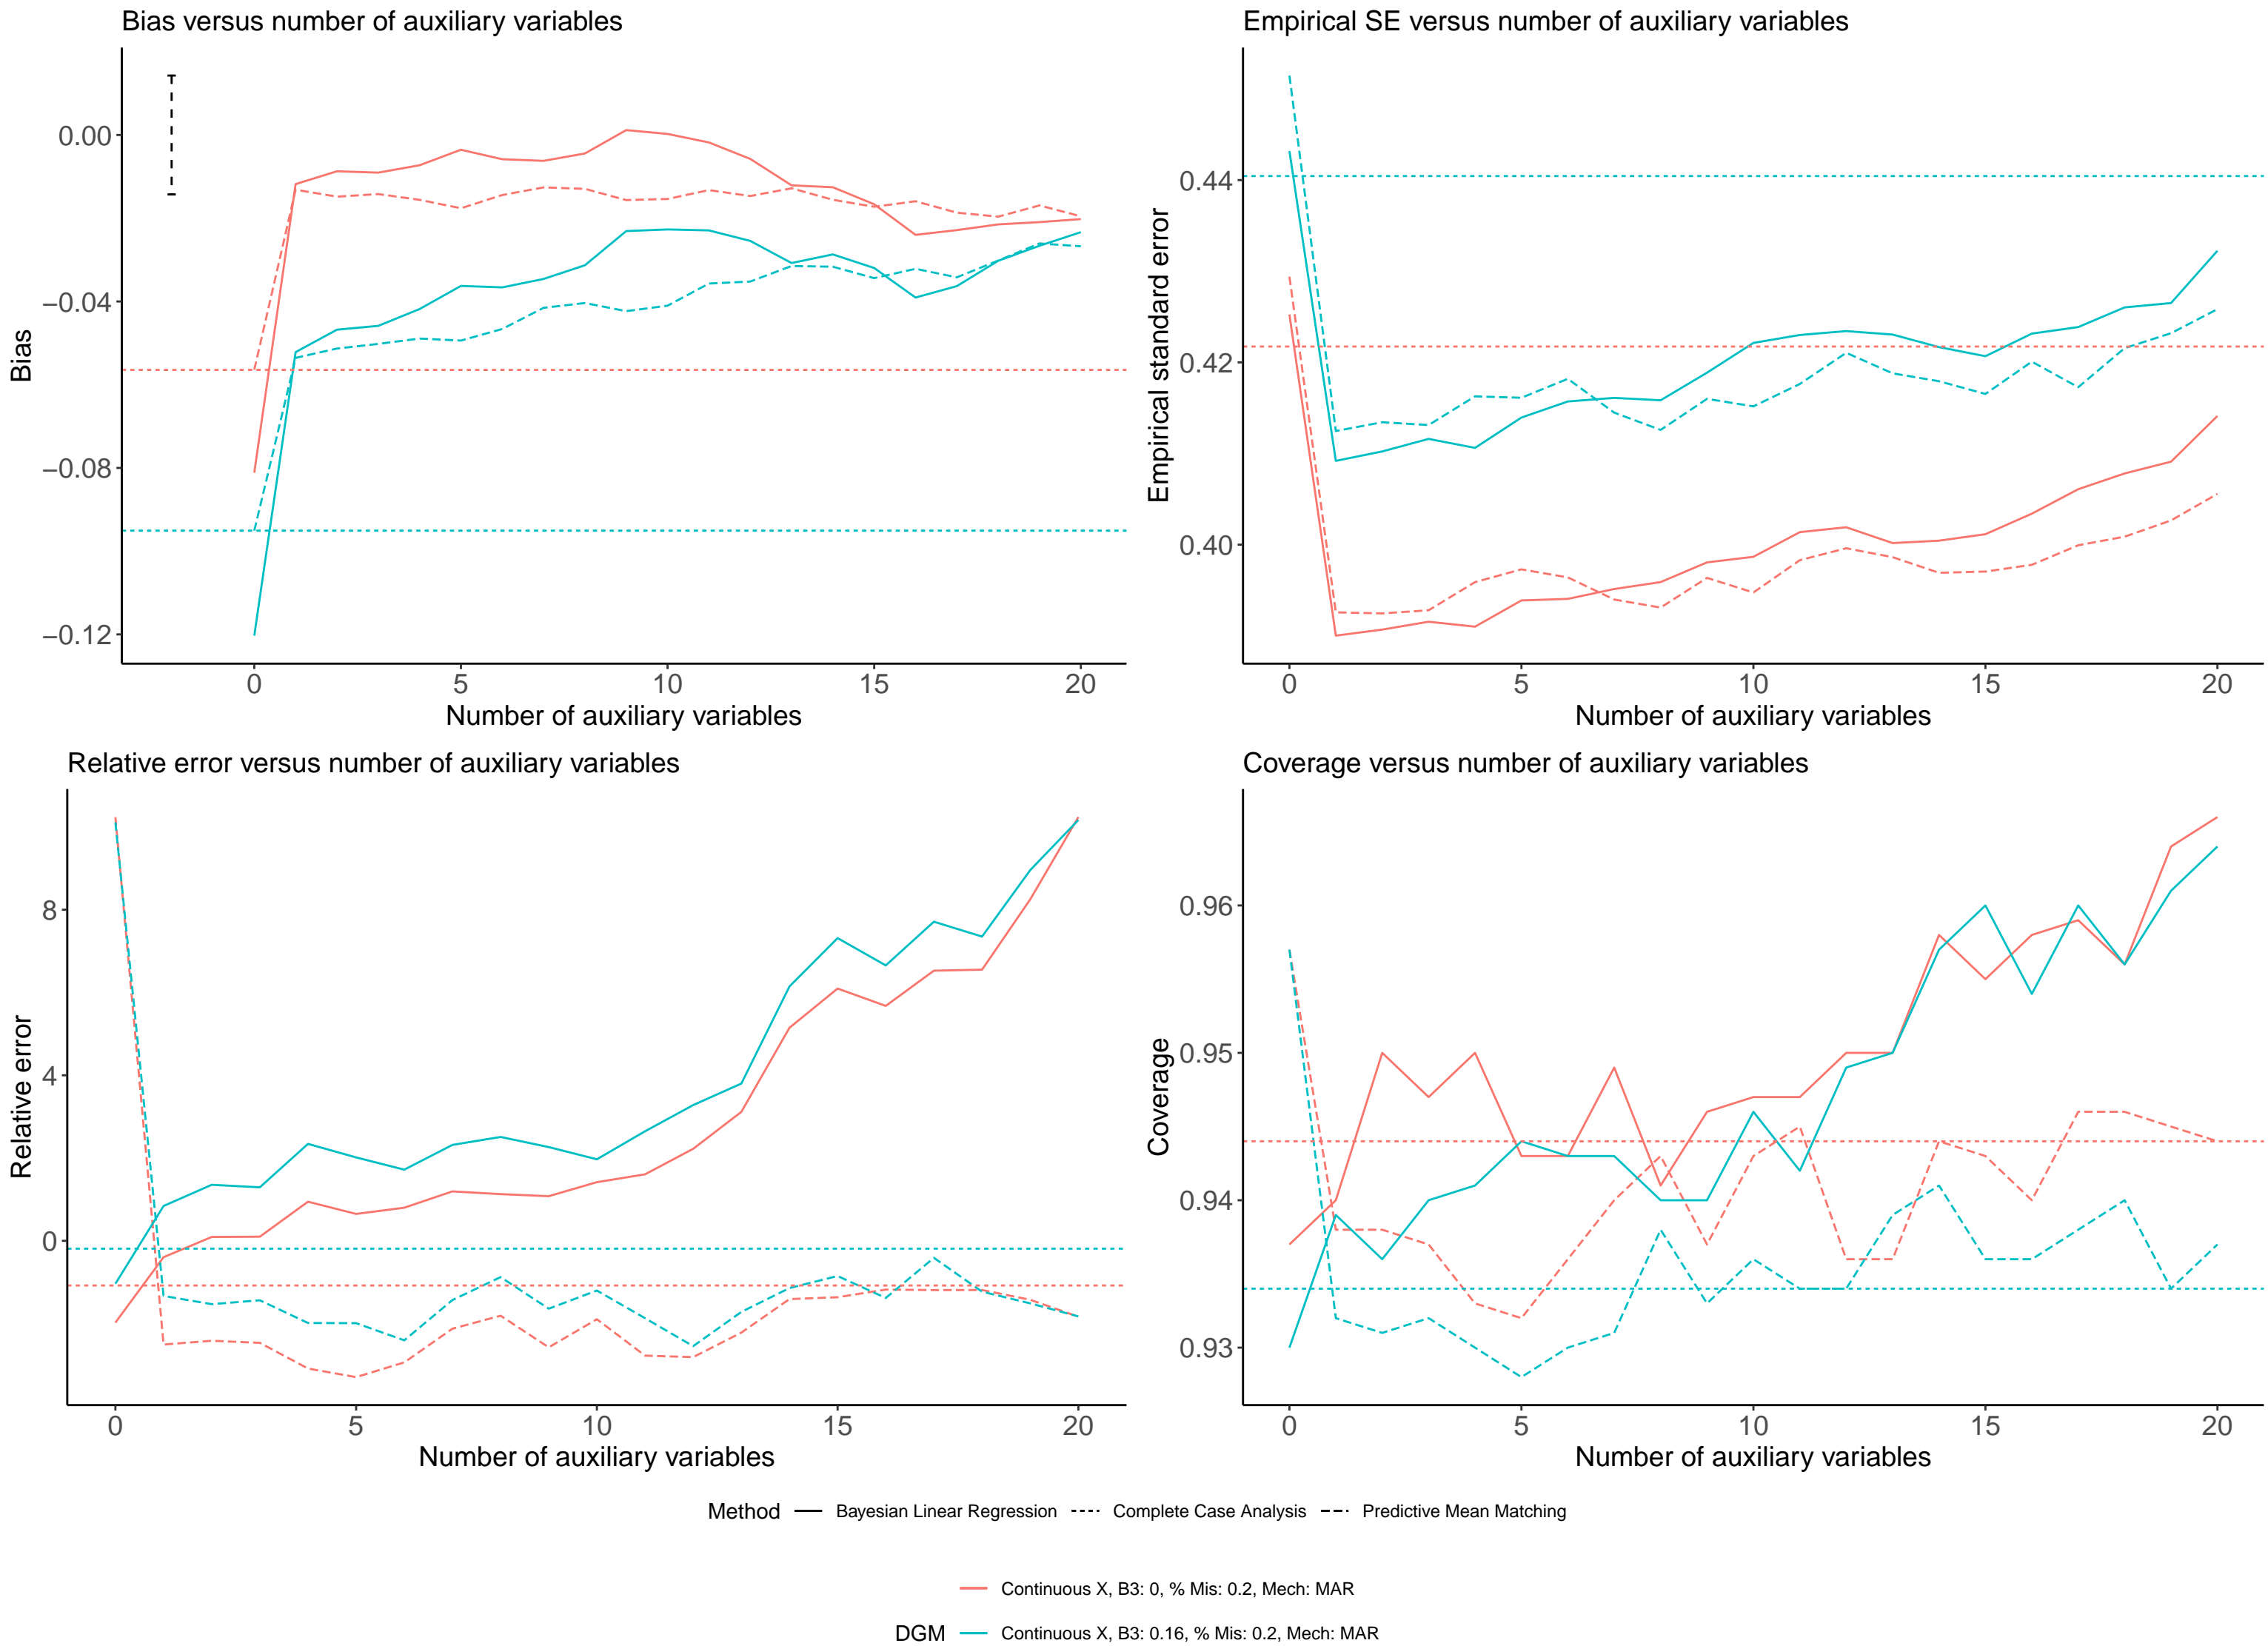 Bias versus number of auxiliary variables
Bias
0.00
−0.04
−0.08
−0.12
0 5 10 15 20
Number of auxiliary variables
Empirical SE versus number of auxiliary variables
Empirical standard error
0.44
0.42
0.40
0 5 10 15 20
Number of auxiliary variables
Relative error versus number of auxiliary variables
Relative error
8
4
0
0 5 10 15 20
Number of auxiliary variables
Coverage versus number of auxiliary variables
Coverage
0.96
0.95
0.94
0.93
0 5 10 15 20
Number of auxiliary variables
Method Bayesian Linear Regression Complete Case Analysis Predictive Mean Matching
Continuous X, B3: 0, % Mis: 0.2, Mech: MAR
DGM Continuous X, B3: 0.16, % Mis: 0.2, Mech: MAR